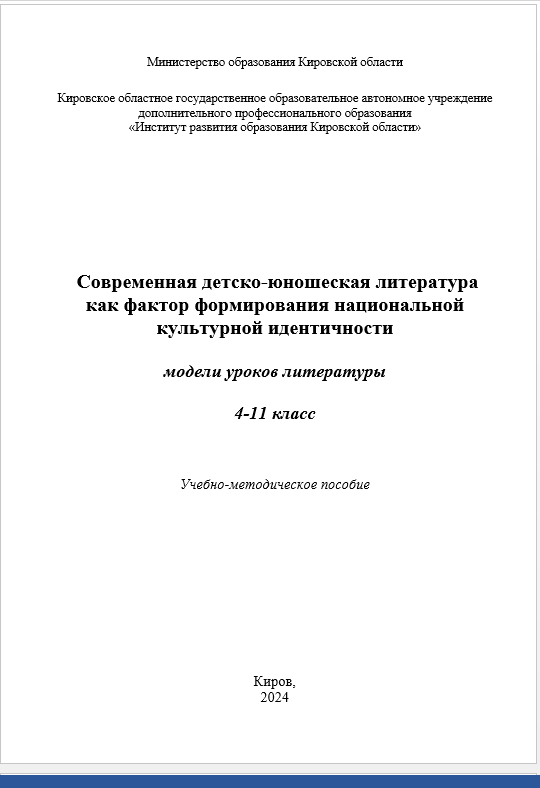 Министерство образования Кировской области
Кировское областное государственное образовательное автономное учреждение
дополнительного профессионального образования
«Институт развития образования Кировской области»
Современная детско-юношеская литература
как фактор формирования национальной
культурной идентичности
модели уроков литературы
4-11 класс
Учебно-методическое пособие
Киров,
2024